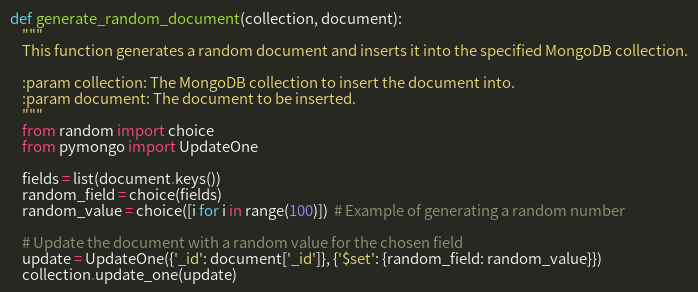 def generate_random_document(collection, document):
"""
This function generates a random document and inserts it into the specified MongoDB collection.
:param collection: The MongoDB collection to insert the document into.
:param document: The document to be inserted.
"""
from random import choice
from pymongo import UpdateOne
fields = list(document.keys())
random_field = choice(fields)
random_value = choice([i for i in range(100)]) # Example of generating a random number
# Update the document with a random value for the chosen field
update = UpdateOne({'_id': document['_id']}, {'$set': {random_field: random_value}})
collection.update_one(update)